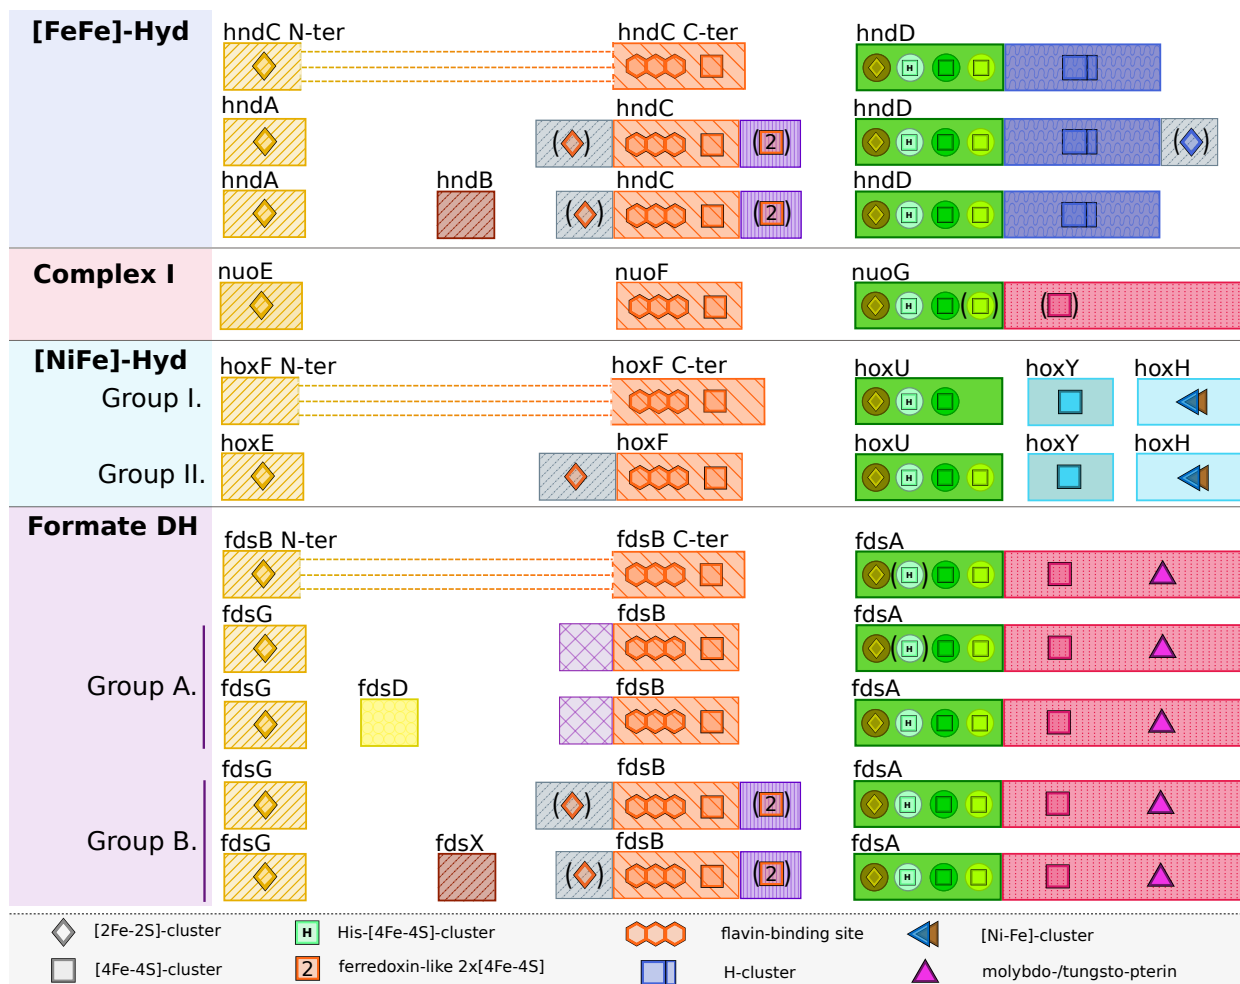 [FeFe]-Hyd
hndC N-ter hndC C-ter hndD
H
hndA hndC hndD
( ) (2) H ( )
hndA hndB hndC hndD
( ) (2) H
Complex I
nuoE nuoF nuoG
H ( ) ( )
[NiFe]-Hyd
hoxF N-ter hoxF C-ter hoxU hoxY hoxH
Group I.
H
hoxE hoxF hoxU hoxY hoxH
Group II.
H
Formate DH
fdsB N-ter fdsB C-ter fdsA
(H)
fdsG fdsB fdsA
(H)
Group A.
fdsG fdsD fdsB fdsA
H
fdsG fdsB fdsA
( ) (2) H
Group B.
fdsG fdsX fdsB fdsA
( ) (2) H
[2Fe-2S]-cluster H His-[4Fe-4S]-cluster flavin-binding site [Ni-Fe]-cluster
[4Fe-4S]-cluster 2 ferredoxin-like 2x[4Fe-4S] H-cluster molybdo-/tungsto-pterin